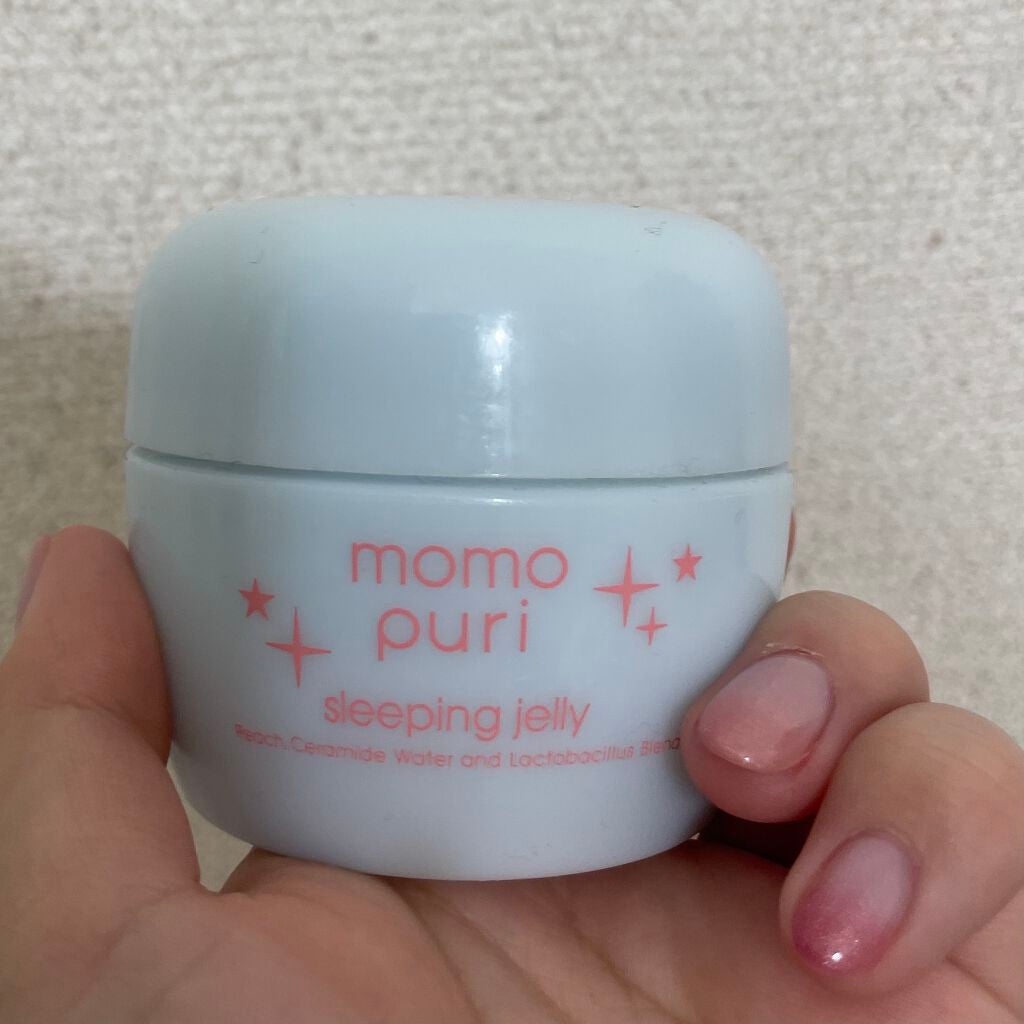 momo
puri
sleeping jelly
Peach, Ceramide Water and Lactobacillus Blend